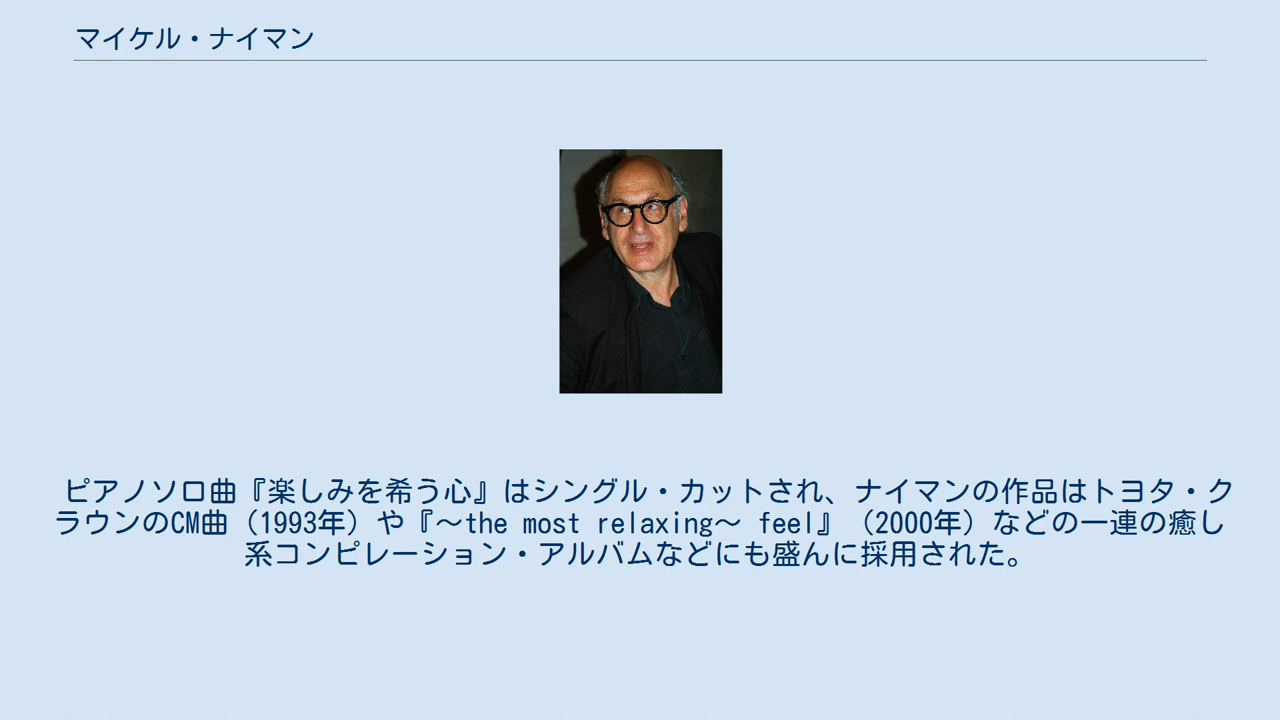 マイケル・ナイマン
ピアノソロ曲『楽しみを希う心』はシングル・カットされ、ナイマンの作品はトヨタ・ク
ラウンのCM曲（1993年）や『〜the most relaxing〜 feel』（2000年）などの一連の癒し
系コンピレーション・アルバムなどにも盛んに採用された。